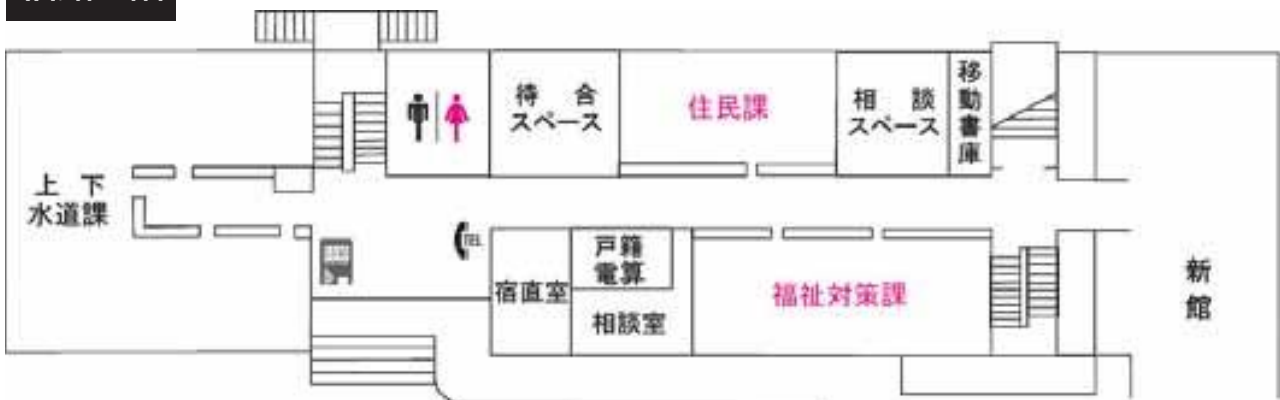 待 合
スペース
住民課
相 談
スペース
移動書庫
上 下
水道課
TEL
戸籍
電算
宿直室
相談室
福祉対策課
新館